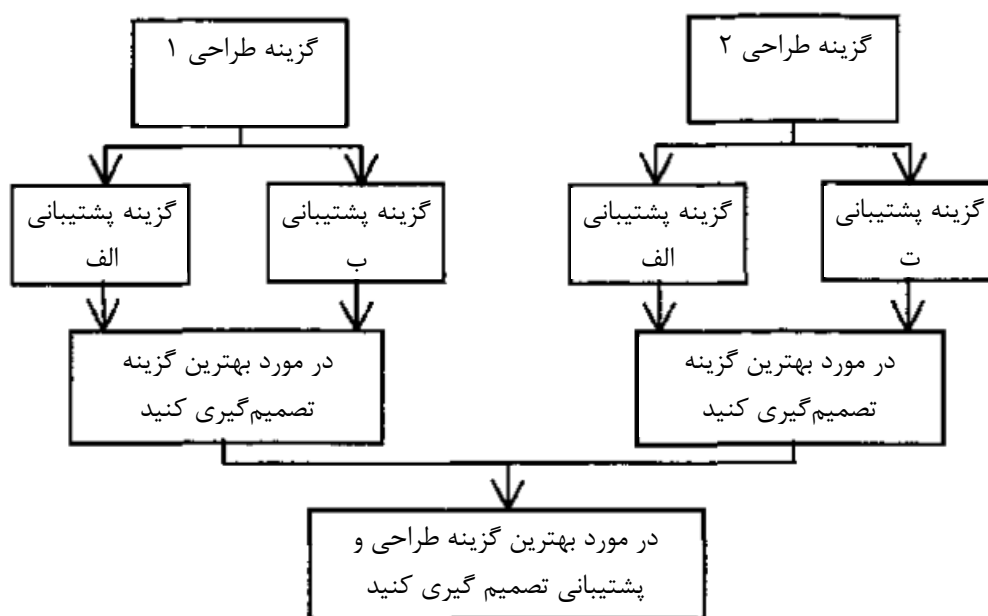 گزینه طراحی ۱
گزینه طراحی ۲
گزینه پشتیبانی
الف
گزینه پشتیبانی
ب
گزینه پشتیبانی
الف
گزینه پشتیبانی
ت
در مورد بهترین گزینه
تصمیم‌گیری کنید
در مورد بهترین گزینه
تصمیم‌گیری کنید
در مورد بهترین گزینه طراحی و
پشتیبانی تصمیم گیری کنید